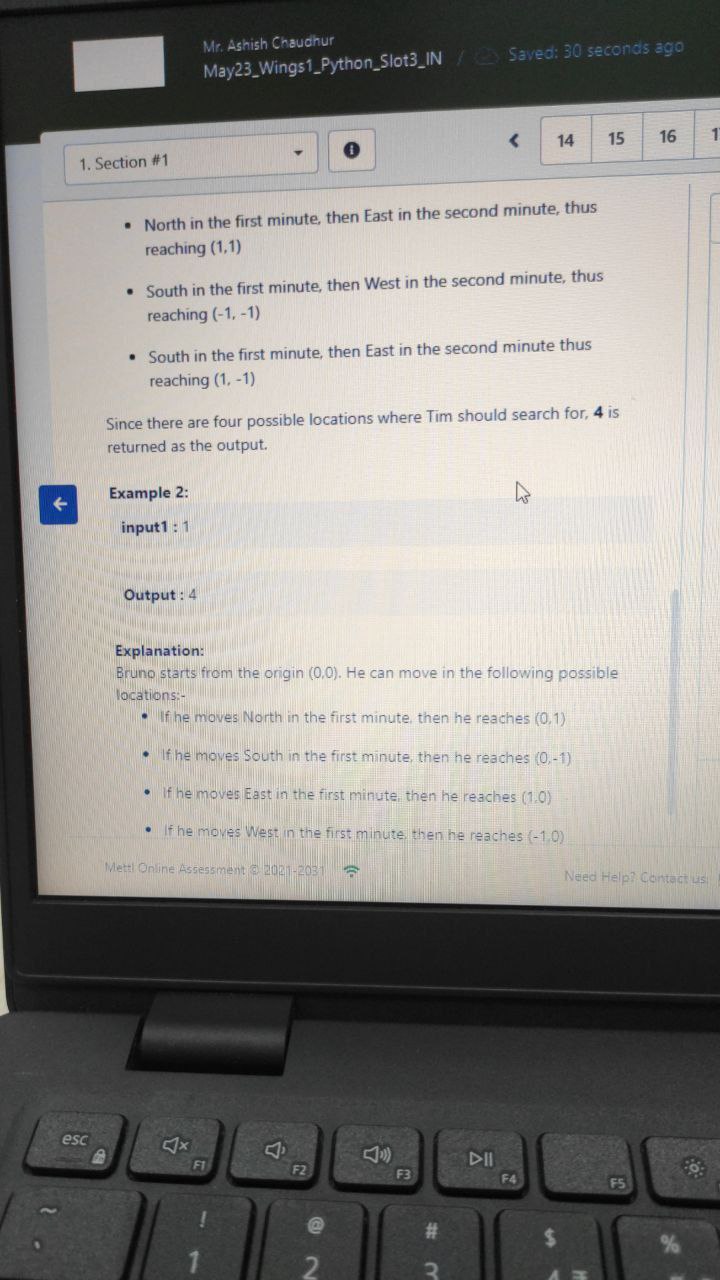 Mr. Ashish Chaudhur
May23_Wings1_Python_Slot3_IN / Saved: 30 seconds ago
1. Section #1
14 15 16
• North in the first minute, then East in the second minute, thus
reaching (1,1)
• South in the first minute, then West in the second minute, thus
reaching (-1, -1)
• South in the first minute, then East in the second minute thus
reaching (1, -1)
Since there are four possible locations where Tim should search for, 4 is
returned as the output.
Example 2:
input1 : 1
Output : 4
Explanation:
Bruno starts from the origin (0,0). He can move in the following possible
locations:-
• If he moves North in the first minute, then he reaches (0,1)
• If he moves South in the first minute, then he reaches (0,-1)
• If he moves East in the first minute, then he reaches (1,0)
• If he moves West in the first minute, then he reaches (-1,0)
Mettl Online Assessment © 2021-2031
Need Help? Contact us:
esc F1 F2 F3 F4 F5
~ ! @ # $ %
1 2 3 4